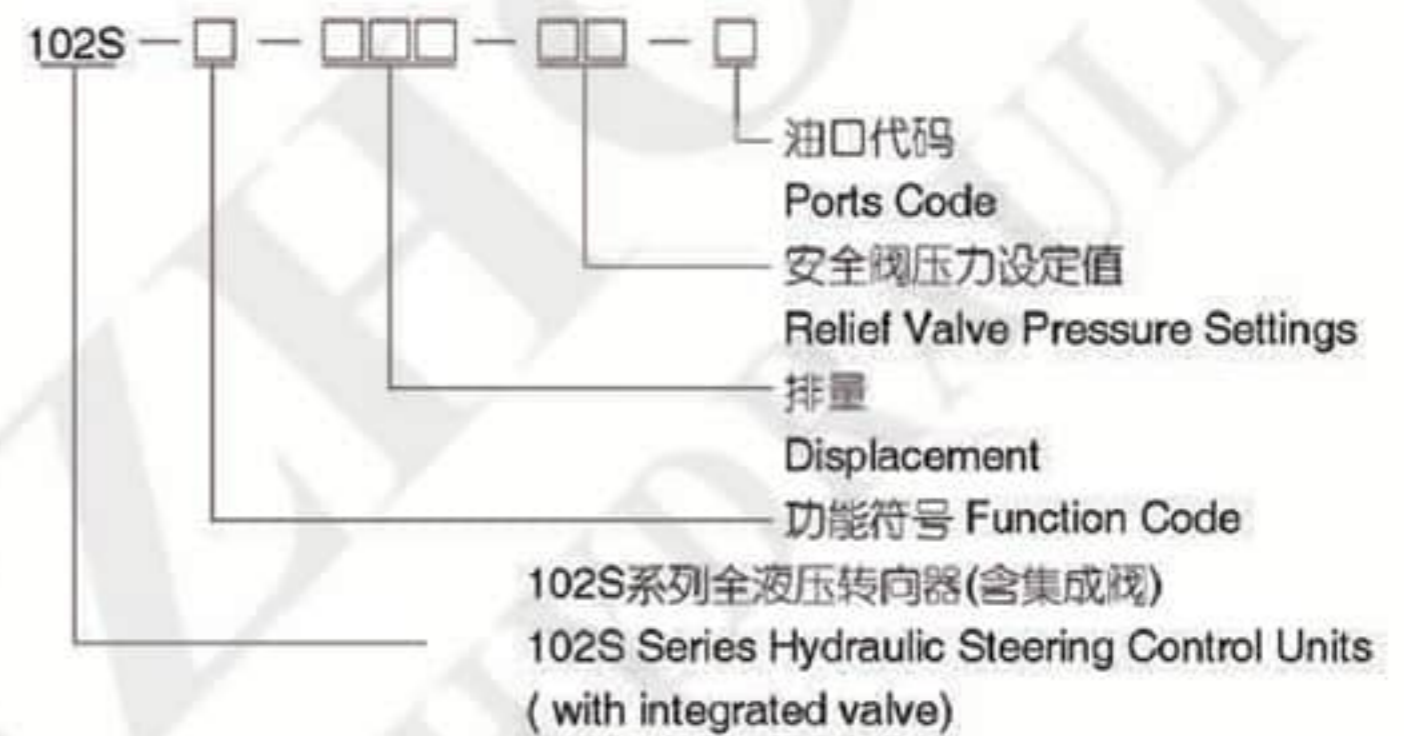 102S — □ — □□□ — □□ — □
油口代码
Ports Code
安全阀压力设定值
Relief Valve Pressure Settings
排量
Displacement
功能符号 Function Code
102S系列全液压转向器(含集成阀)
102S Series Hydraulic Steering Control Units
( with integrated valve)